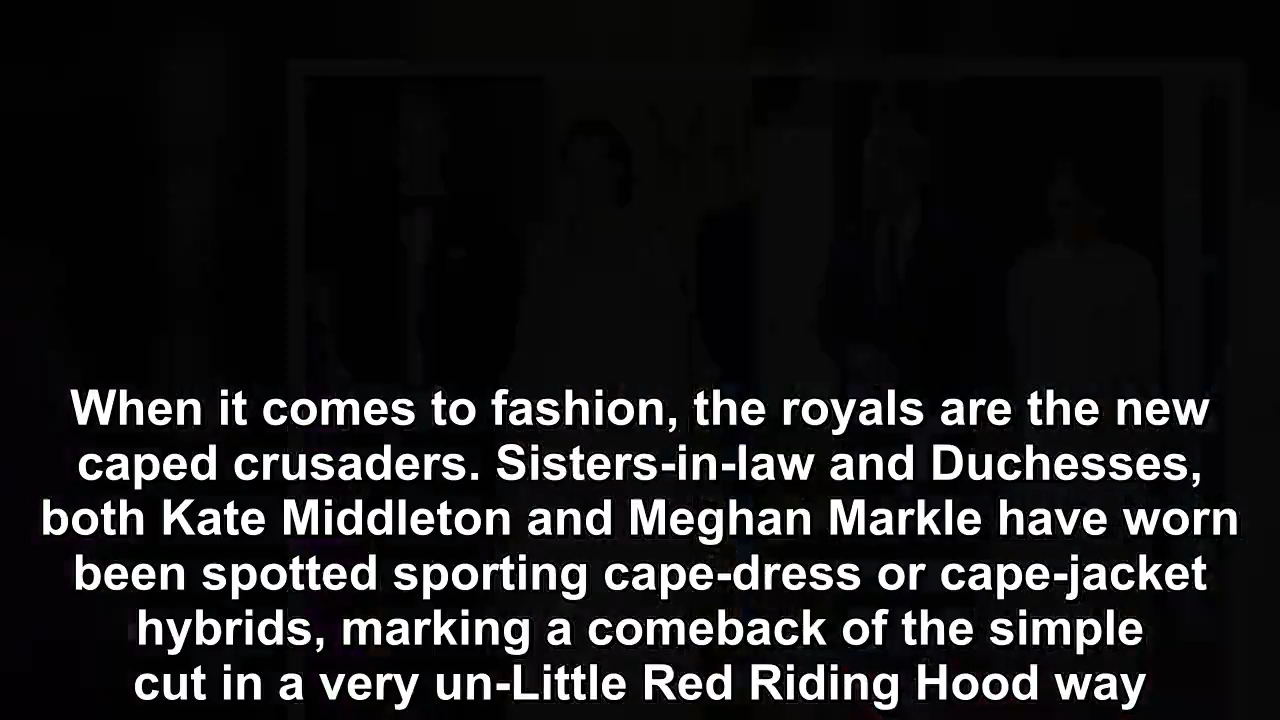 When it comes to fashion, the royals are the new
caped crusaders. Sisters-in-law and Duchesses,
both Kate Middleton and Meghan Markle have worn
been spotted sporting cape-dress or cape-jacket
hybrids, marking a comeback of the simple
cut in a very un-Little Red Riding Hood way